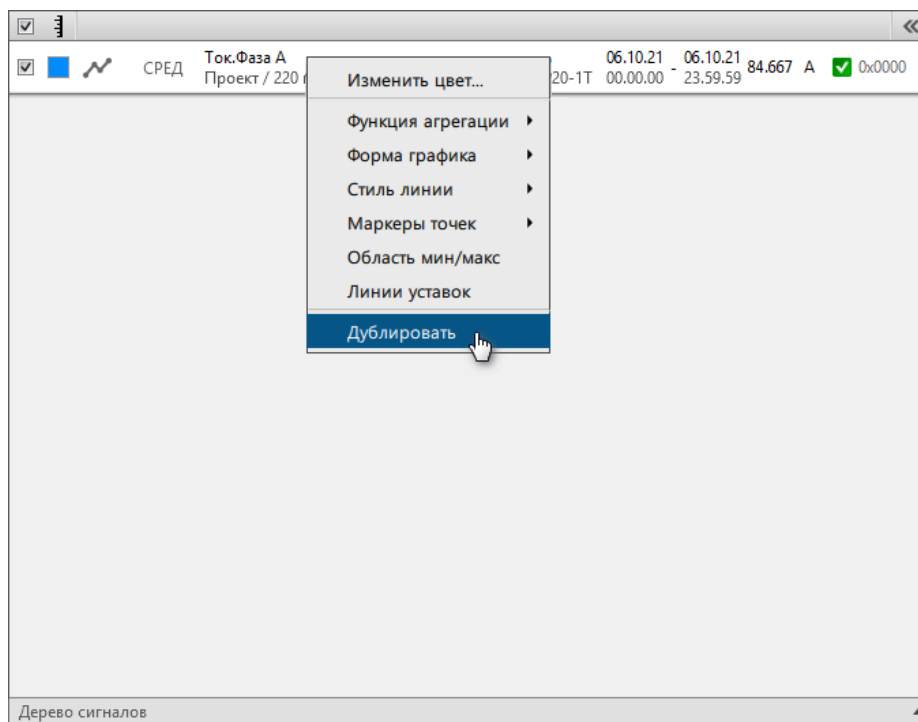 СРЕД
Ток.Фаза А
Проект / 220
20-1Т
06.10.21 - 06.10.21
00.00.00 23.59.59
84.667 А
0x0000
Изменить цвет...
Функция агрегации
Форма графика
Стиль линии
Маркеры точек
Область мин/макс
Линии уставок
Дублировать
Дерево сигналов